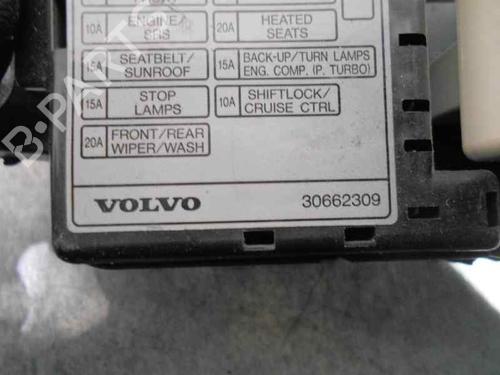 10A ENGINE/ SRS
20A HEATED SEATS
15A SEATBELT/ SUNROOF
15A BACK-UP/TURN LAMPS ENG. COMP. (P. TURBO)
15A STOP LAMPS
10A SHIFTLOCK/ CRUISE CTRL
20A FRONT/REAR WIPER/WASH
VOLVO 30662309